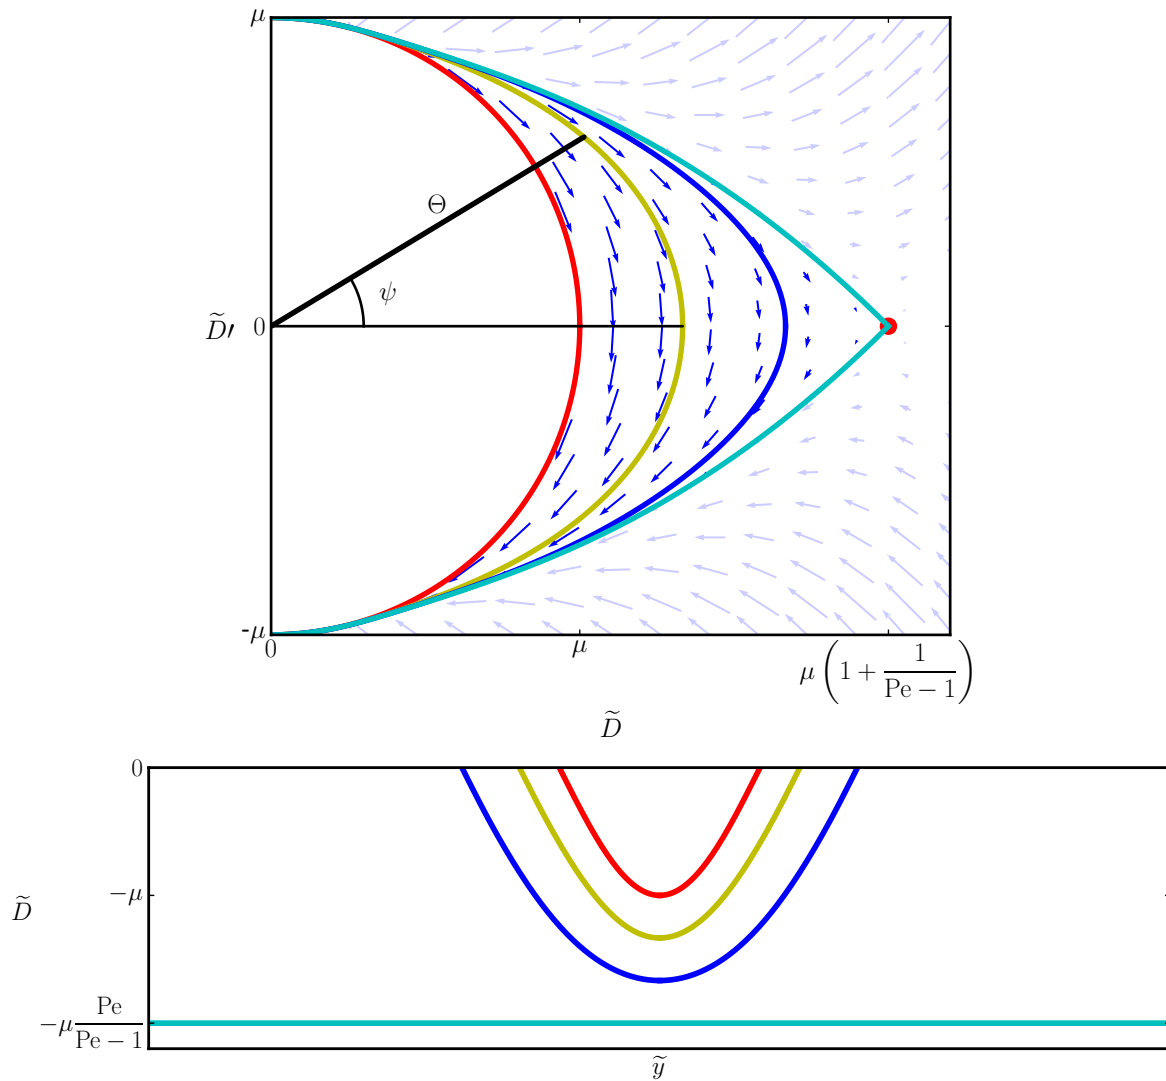 μ
Θ
ψ
D̃′ 0
-μ
0 μ μ(1 + 1/(Pe − 1))
D̃
0
−μ
D̃
−μ Pe/(Pe − 1)
ỹ